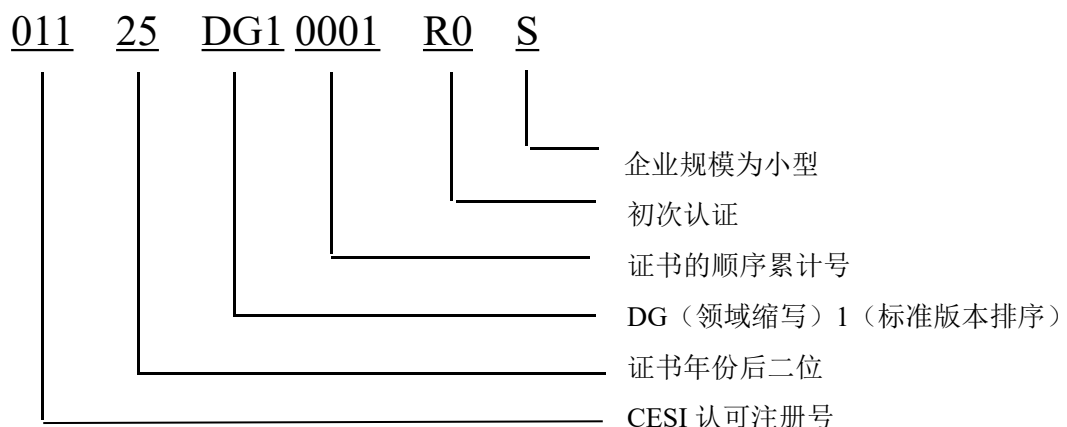 011 25 DG1 0001 R0 S
企业规模为小型
初次认证
证书的顺序累计号
DG（领域缩写）1（标准版本排序）
证书年份后二位
CESI 认可注册号